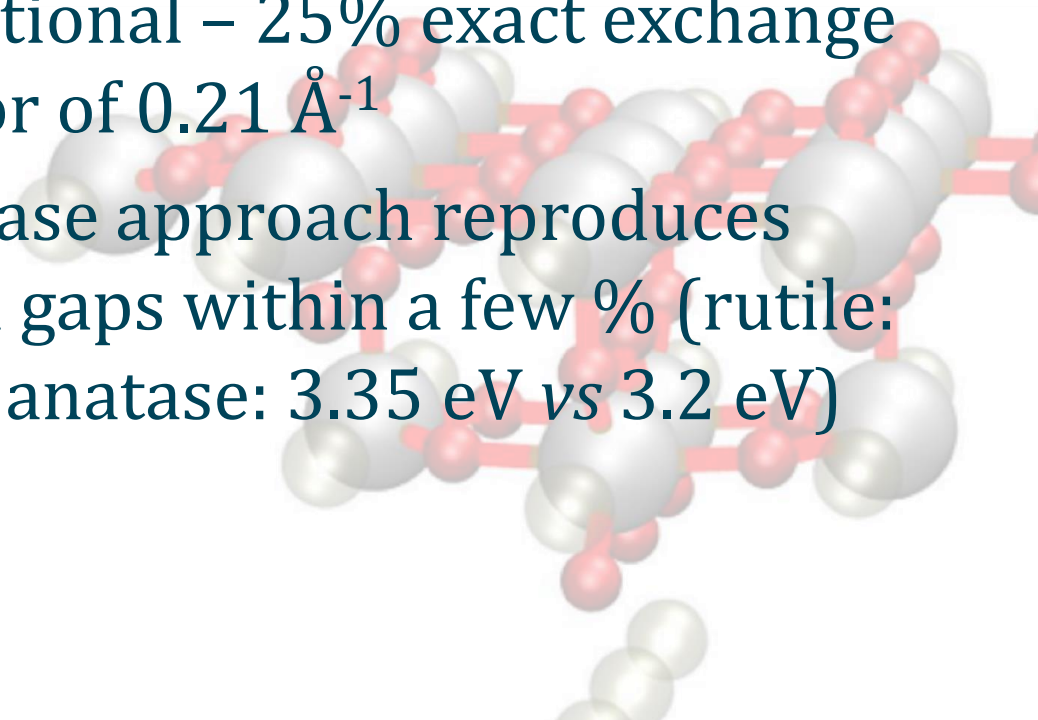 tional – 25% exact exchange
or of 0.21 Å⁻¹
ase approach reproduces
gaps within a few % (rutile:
anatase: 3.35 eV vs 3.2 eV)